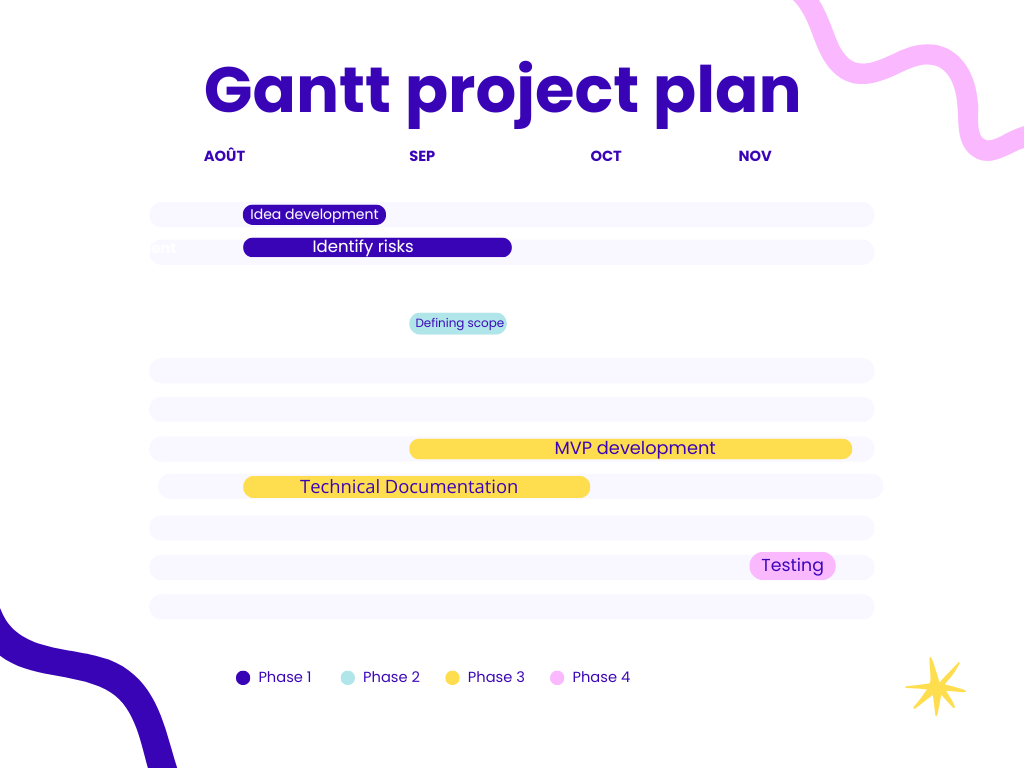 Gantt project plan
AOÛT SEP OCT NOV
Idea development
Identify risks
Defining scope
MVP development
Technical Documentation
Testing
Phase 1 Phase 2 Phase 3 Phase 4